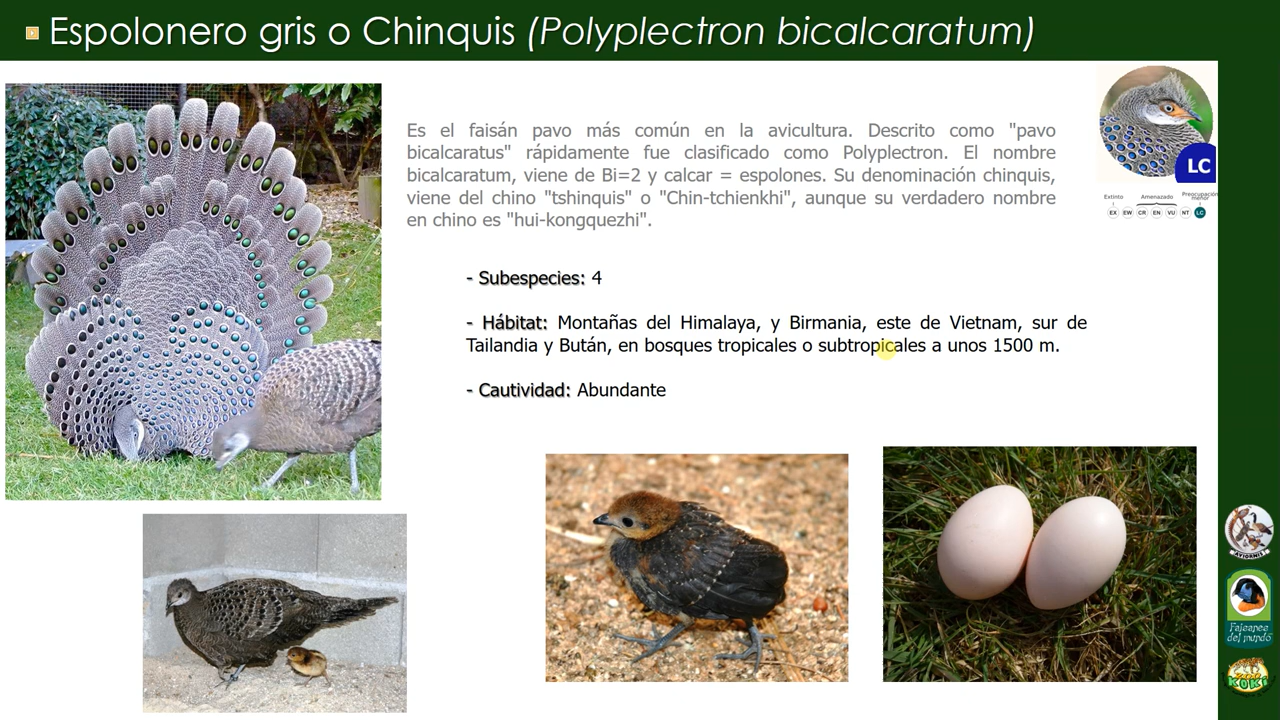 Espolonero gris o Chinquis (Polyplectron bicalcaratum)
Es el faisán pavo más común en la avicultura. Descrito como "pavo
bicalcaratus" rápidamente fue clasificado como Polyplectron. El nombre
bicalcaratum, viene de Bi=2 y calcar = espolones. Su denominación chinquis,
viene del chino "tshinquis" o "Chin-tchienkhi", aunque su verdadero nombre
en chino es "hui-kongquezhi".
LC
Extinto
Amenazado
Preocupación
menor
EX EW CR EN VU NT LC
- Subespecies: 4
- Hábitat: Montañas del Himalaya, y Birmania, este de Vietnam, sur de
Tailandia y Bután, en bosques tropicales o subtropicales a unos 1500 m.
- Cautividad: Abundante
AVIORNIS
Faisanes
del mundo
KOKI